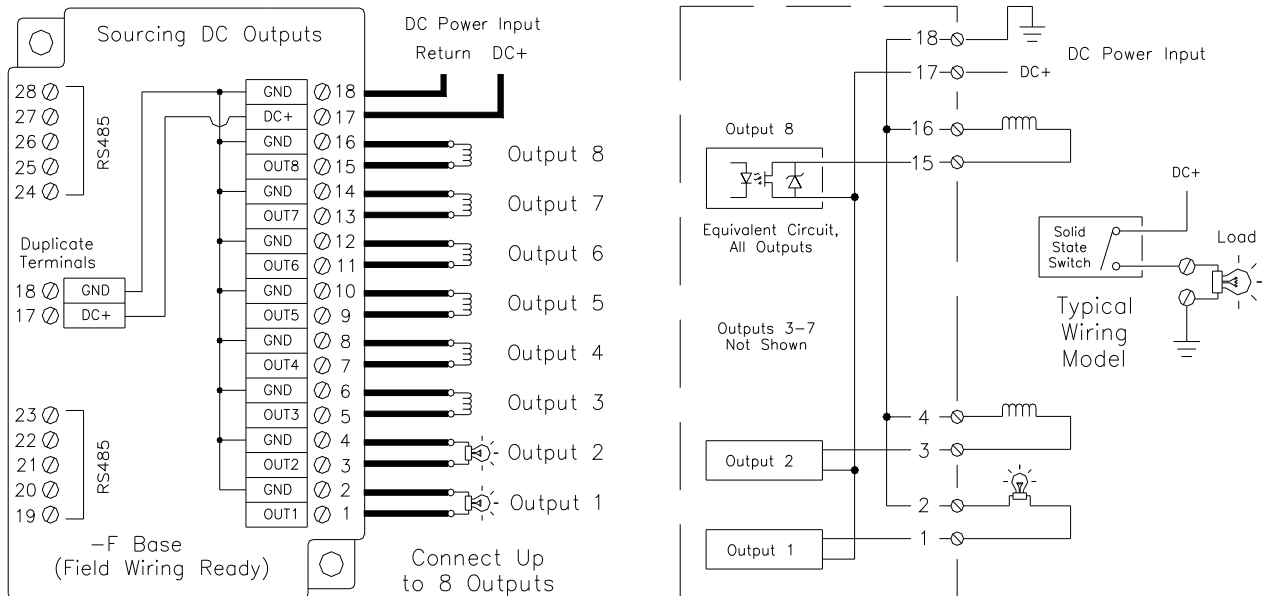 Sourcing DC Outputs
DC Power Input
Return DC+
28
27
26
25
24
RS485
Duplicate
Terminals
18 GND
17 DC+
23
22
21
20
19
RS485
GND 18
DC+ 17
GND 16
OUT8 15
GND 14
OUT7 13
GND 12
OUT6 11
GND 10
OUT5 9
GND 8
OUT4 7
GND 6
OUT3 5
GND 4
OUT2 3
GND 2
OUT1 1
Output 8
Output 7
Output 6
Output 5
Output 4
Output 3
Output 2
Output 1
-F Base
(Field Wiring Ready)
Connect Up
to 8 Outputs
18
17 DC+
DC Power Input
16
15
Output 8
Equivalent Circuit,
All Outputs
Outputs 3-7
Not Shown
4
3
Output 2
2
1
Output 1
DC+
Solid
State
Switch
Load
Typical
Wiring
Model